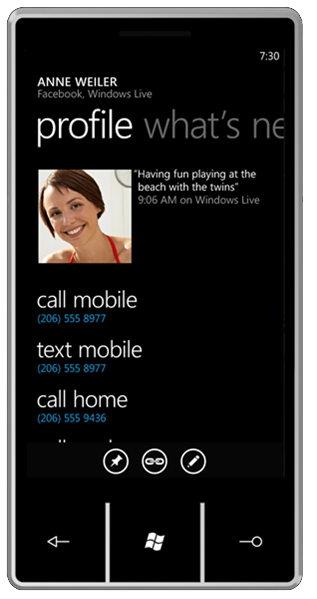 7:30
ANNE WEILER
Facebook, Windows Live
profile what's ne
"Having fun playing at the
beach with the twins"
9:06 AM on Windows Live
call mobile
(206) 555 8977
text mobile
(206) 555 8977
call home
(206) 555 9436